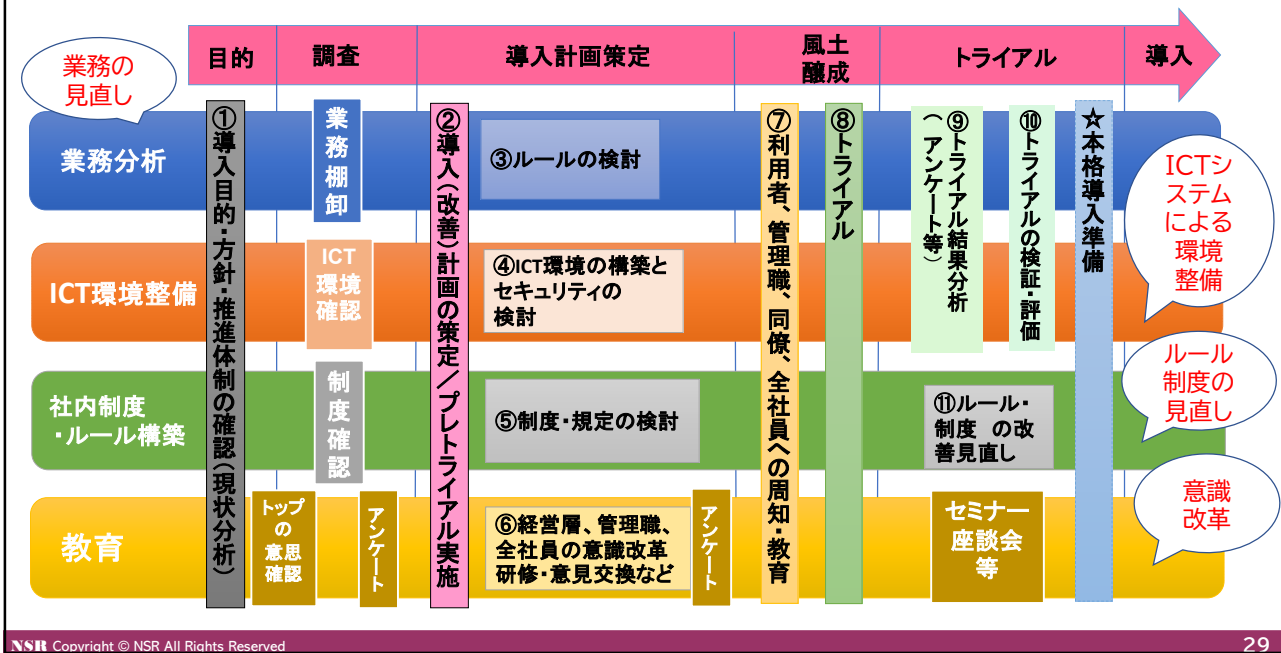 業務の
見直し
目的
調査
導入計画策定
風土
醸成
トライアル
導入
業務分析
ICT環境整備
社内制度
・ルール構築
教育
①導入目的・方針・推進体制の確認(現状分析)
業務棚卸
ICT
環境
確認
制度確認
トップ
の
意思
確認
アンケート
②導入(改善)計画の策定／プレトライアル実施
③ルールの検討
④ICT環境の構築と
セキュリティの
検討
⑤制度・規定の検討
⑥経営層、管理職、
全社員の意識改革
研修・意見交換など
アンケート
⑦利用者、管理職、同僚、全社員への周知・教育
⑧トライアル
⑨トライアル結果分析
(アンケート等)
⑩トライアルの検証・評価
⑪ルール・
制度 の改
善見直し
セミナー
座談会
等
☆本格導入準備
ICTシ
ステム
による
環境
整備
ルール
制度の
見直し
意識
改革
NSR Copyright © NSR All Rights Reserved
29